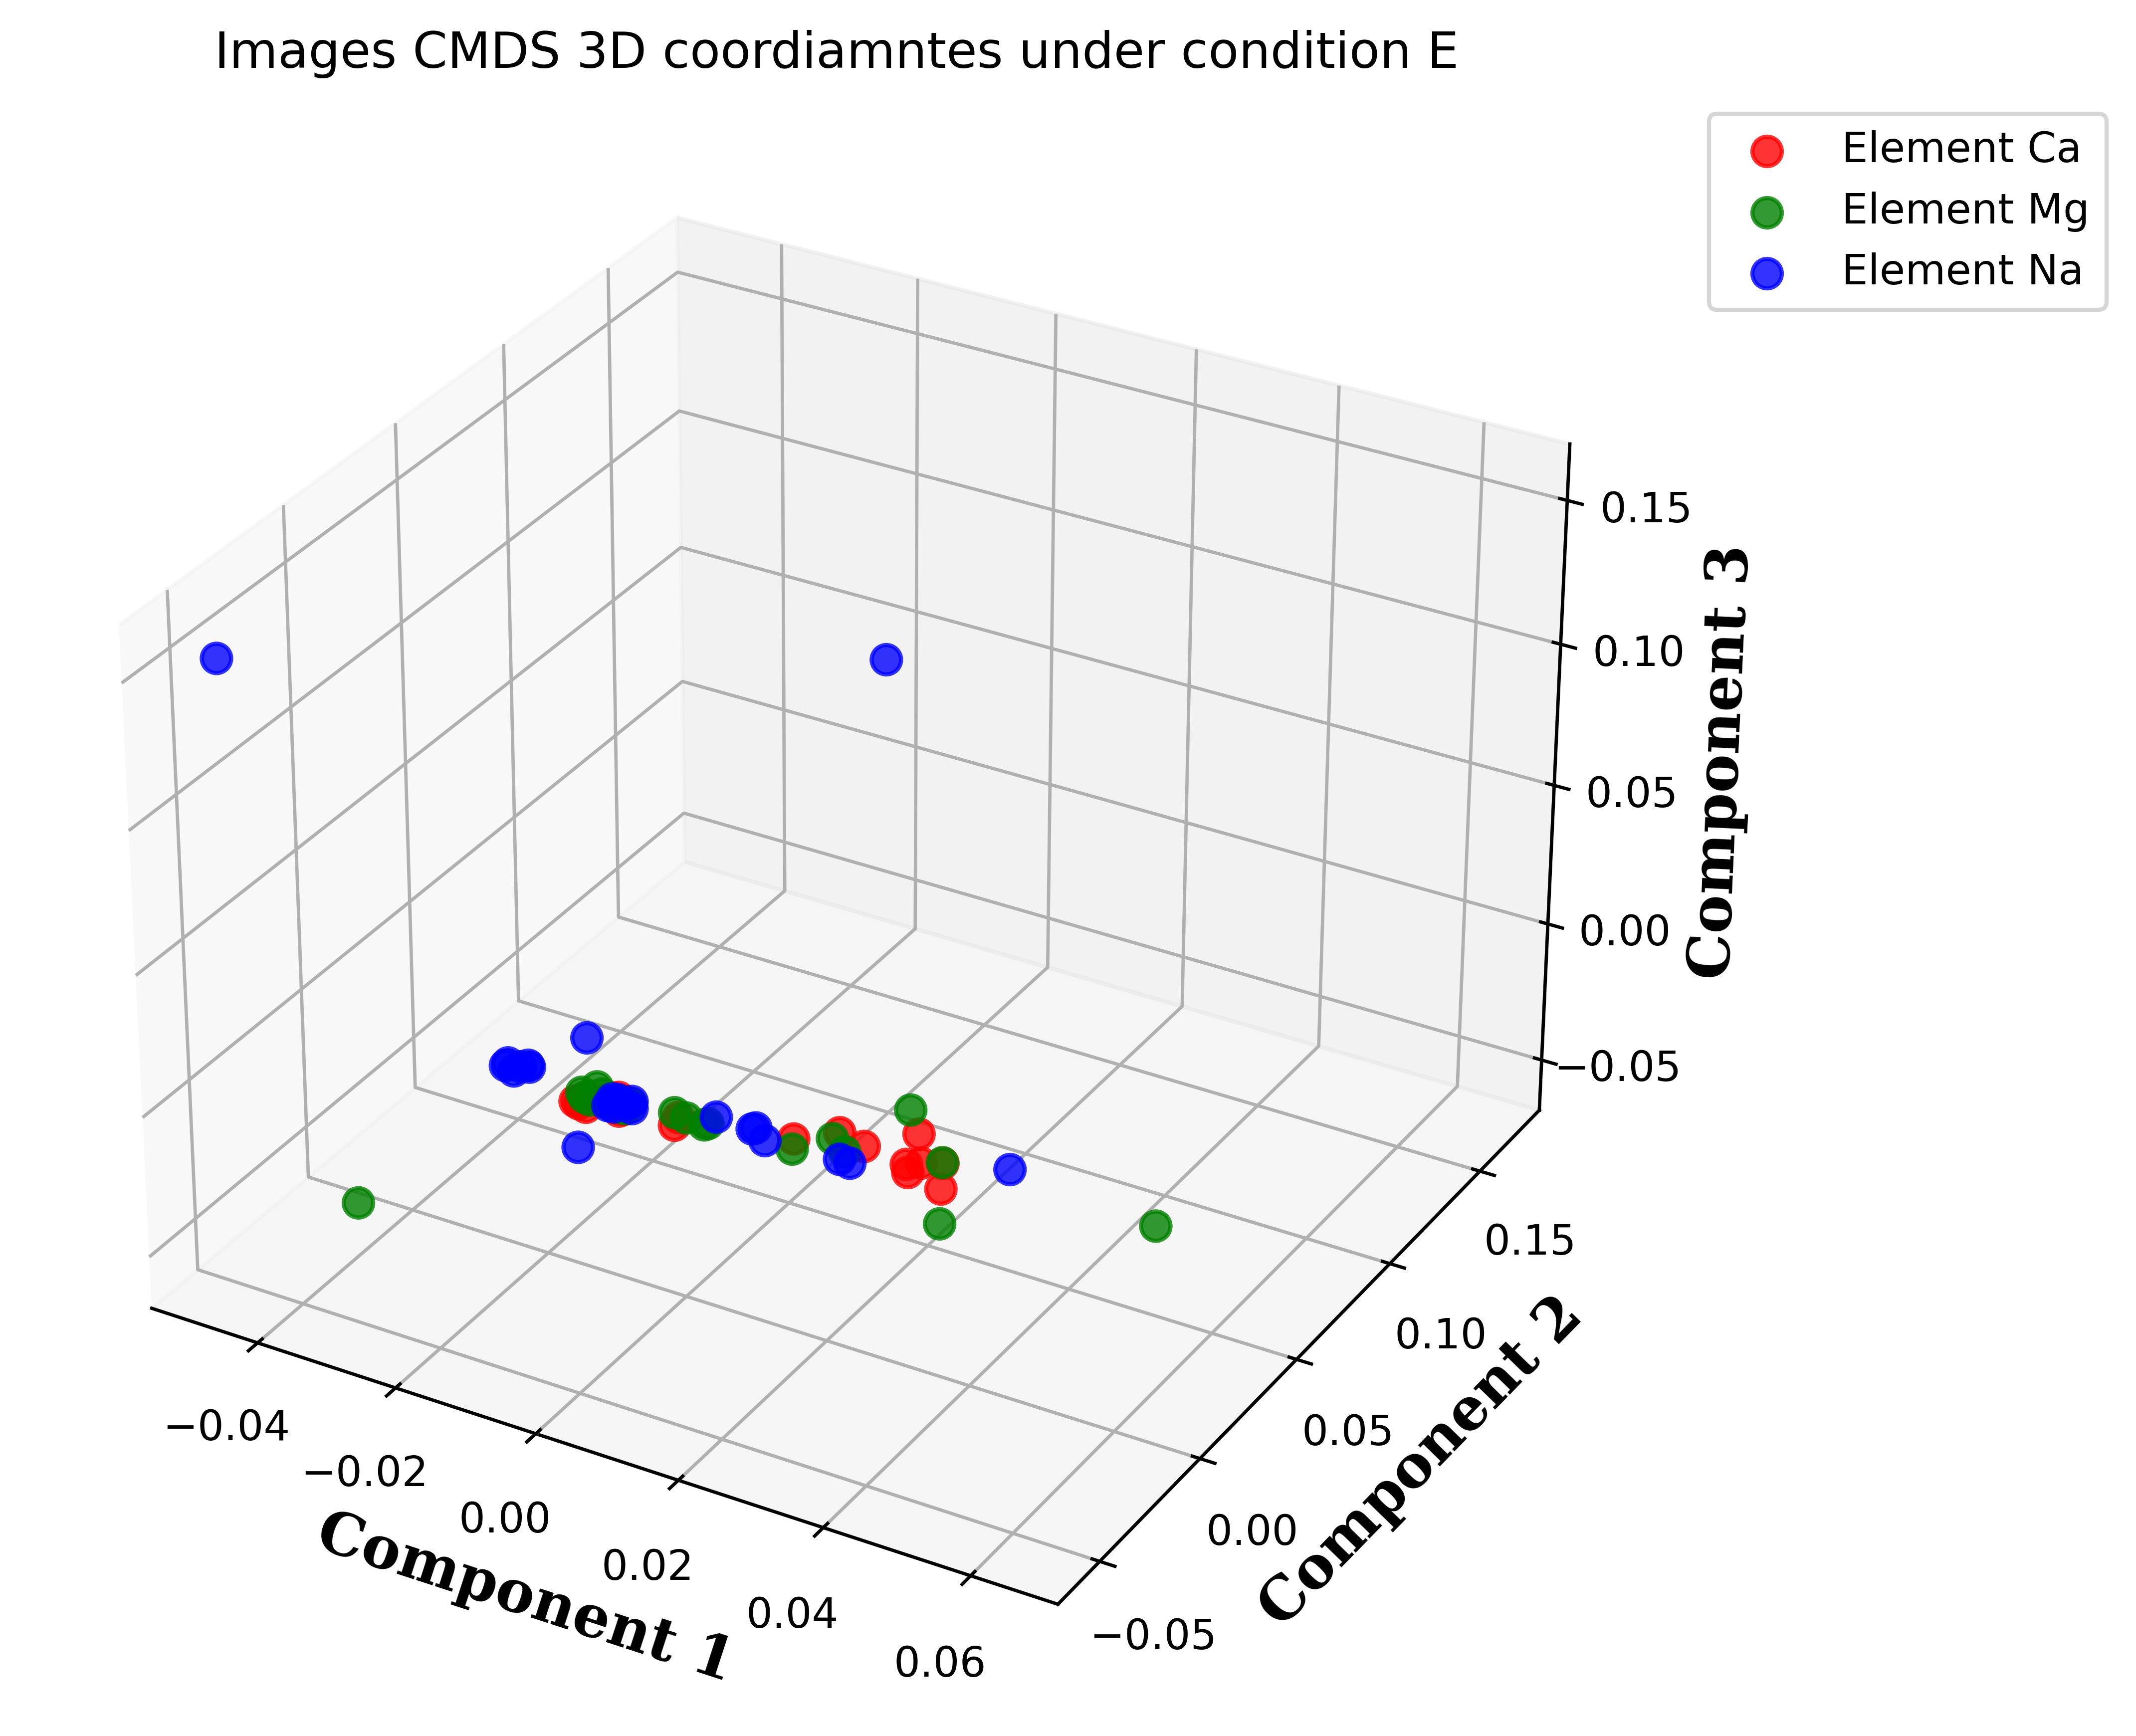 Images CMDS 3D coordiamntes under condition E
Element Ca
Element Mg
Element Na
0.15
0.10
0.05
0.00
−0.05
Component 3
0.15
0.10
0.05
0.00
−0.05
Component 2
−0.04
−0.02
0.00
0.02
0.04
0.06
Component 1